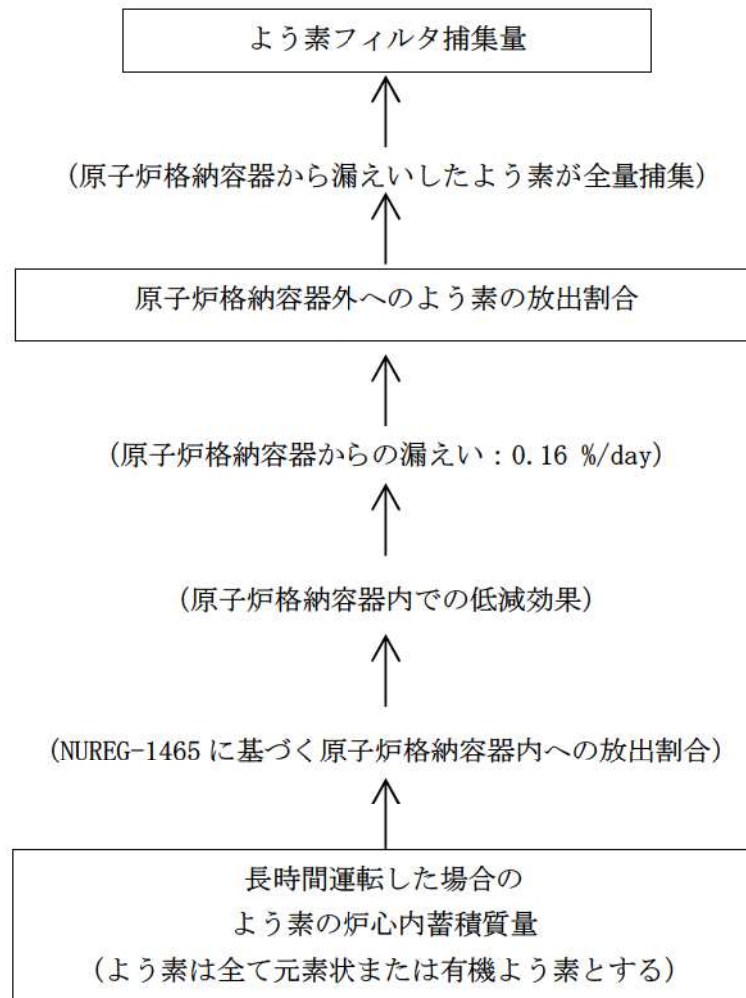 よう素フィルタ捕集量
(原子炉格納容器から漏えいしたよう素が全量捕集)
原子炉格納容器外へのよう素の放出割合
(原子炉格納容器からの漏えい：0.16 %/day)
(原子炉格納容器内での低減効果)
(NUREG-1465 に基づく原子炉格納容器内への放出割合)
長時間運転した場合の
よう素の炉心内蓄積質量
(よう素は全て元素状または有機よう素とする)